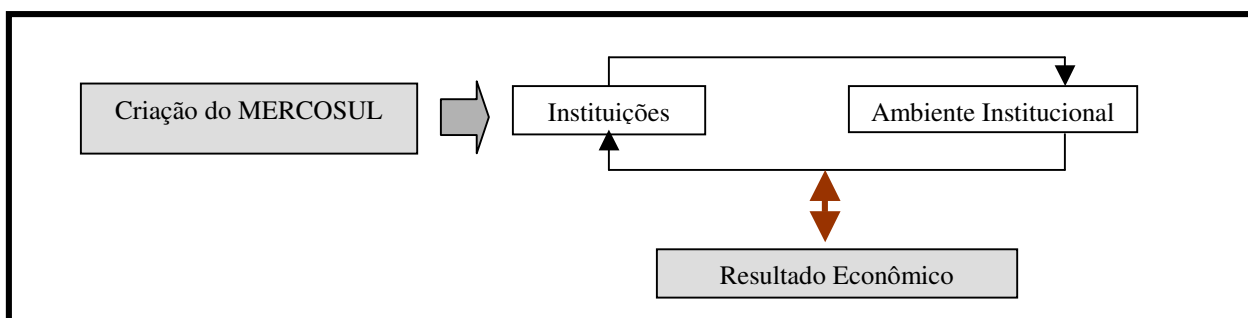 Criação do MERCOSUL
Instituições
Ambiente Institucional
Resultado Econômico